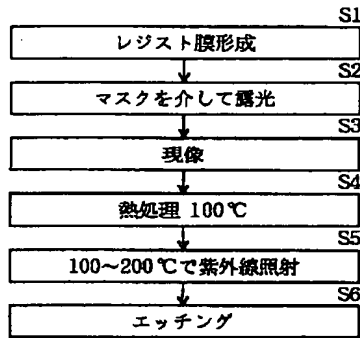 S1
レジスト膜形成
S2
マスクを介して露光
S3
現像
S4
熱処理 100℃
S5
100~200℃で紫外線照射
S6
エッチング